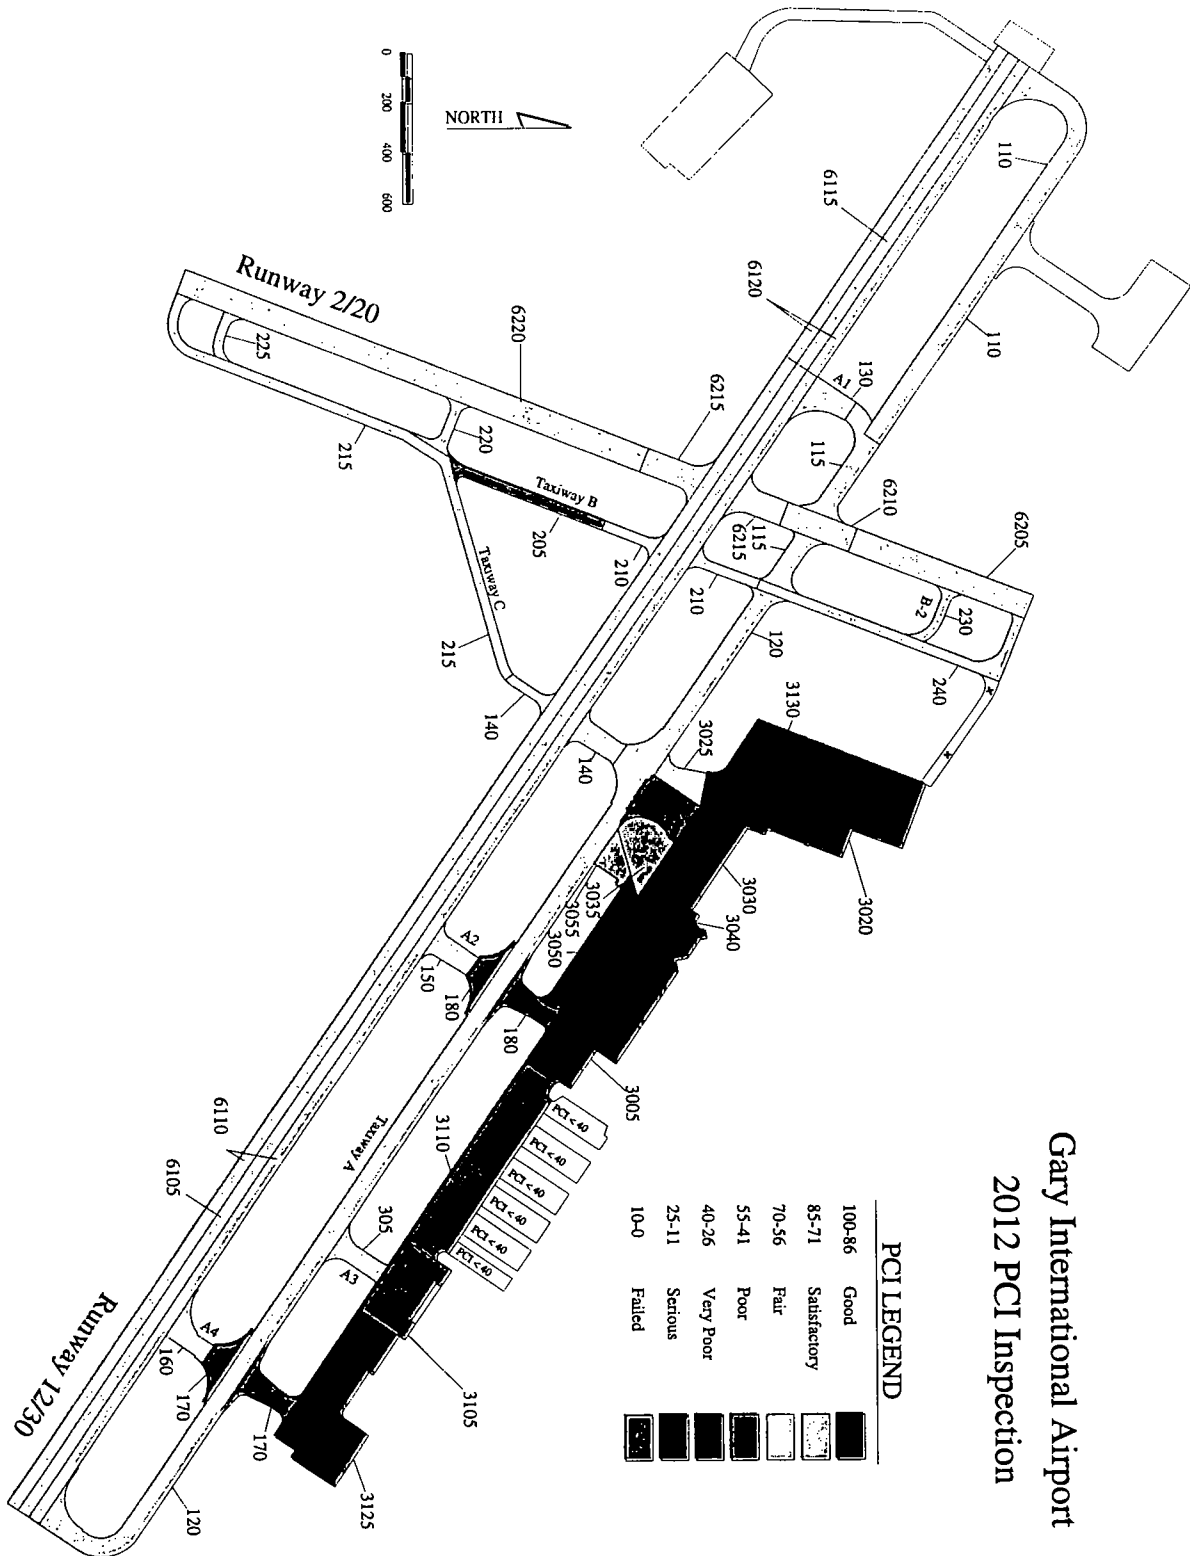 Gary International Airport
2012 PCI Inspection
PCI LEGEND
100-86 Good
85-71 Satisfactory
70-56 Fair
55-41 Poor
40-26 Very Poor
25-11 Serious
10-0 Failed
NORTH
0 200 400 600
Runway 2/20
Runway 12/30
Taxiway A
Taxiway B
Taxiway C
110
110
6115
6120
A1
130
115
6215
6220
225
220
215
205
210
215
140
6210
6205
115
6215
210
120
B-2
230
240
3130
3025
140
3020
3030
3040
3035
3055
3050
A2
150
180
180
3005
PCI < 40
PCI < 40
PCI < 40
PCI < 40
PCI < 40
PCI < 40
3110
6110
6105
305
A3
3105
A4
160
170
170
3125
120